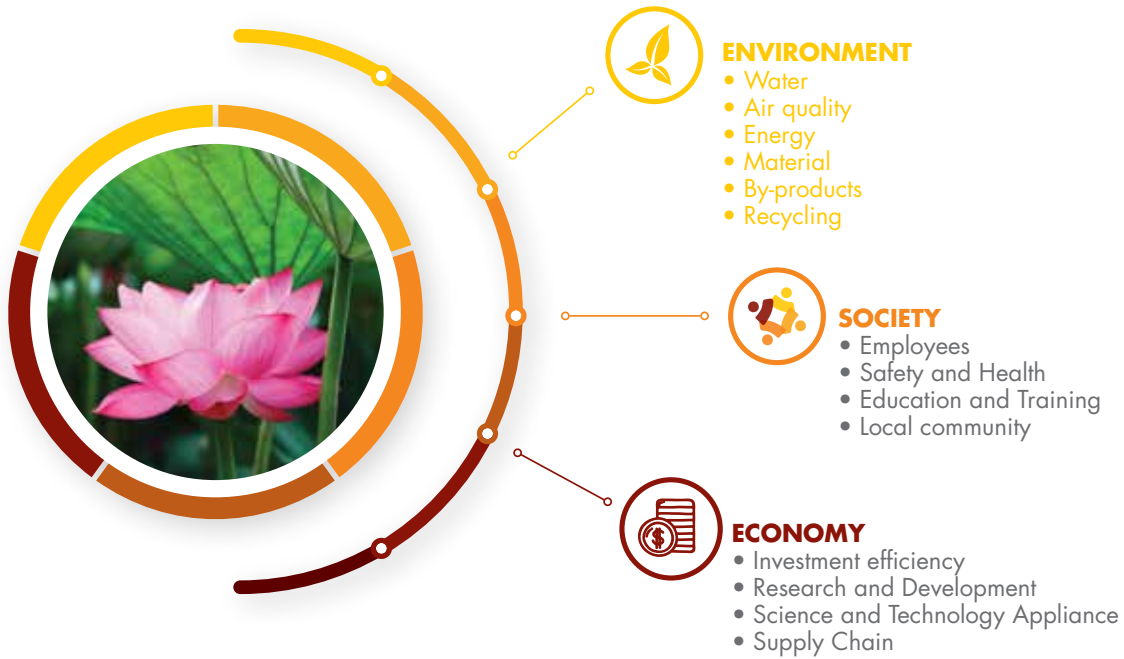 ENVIRONMENT
• Water
• Air quality
• Energy
• Material
• By-products
• Recycling
SOCIETY
• Employees
• Safety and Health
• Education and Training
• Local community
$
ECONOMY
• Investment efficiency
• Research and Development
• Science and Technology Appliance
• Supply Chain